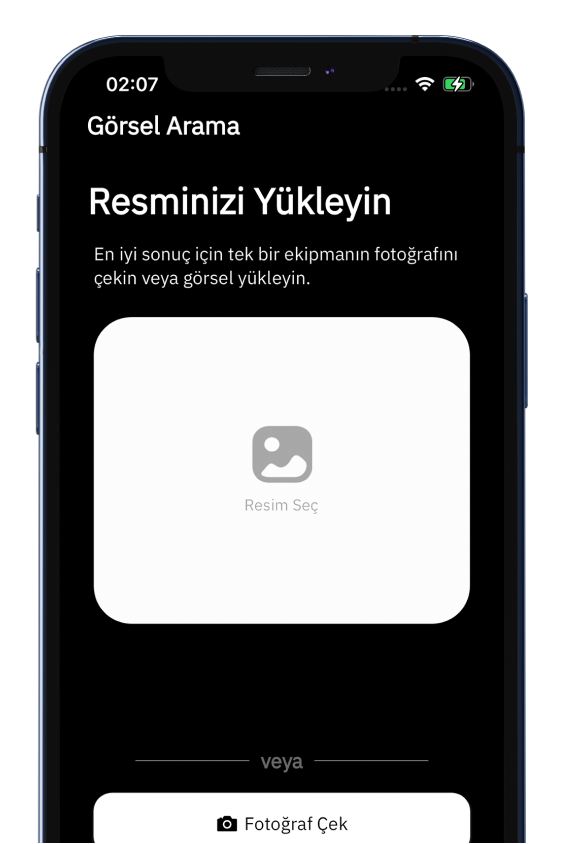 02:07
Görsel Arama
Resminizi Yükleyin
En iyi sonuç için tek bir ekipmanın fotoğrafını
çekin veya görsel yükleyin.
Resim Seç
veya
Fotoğraf Çek